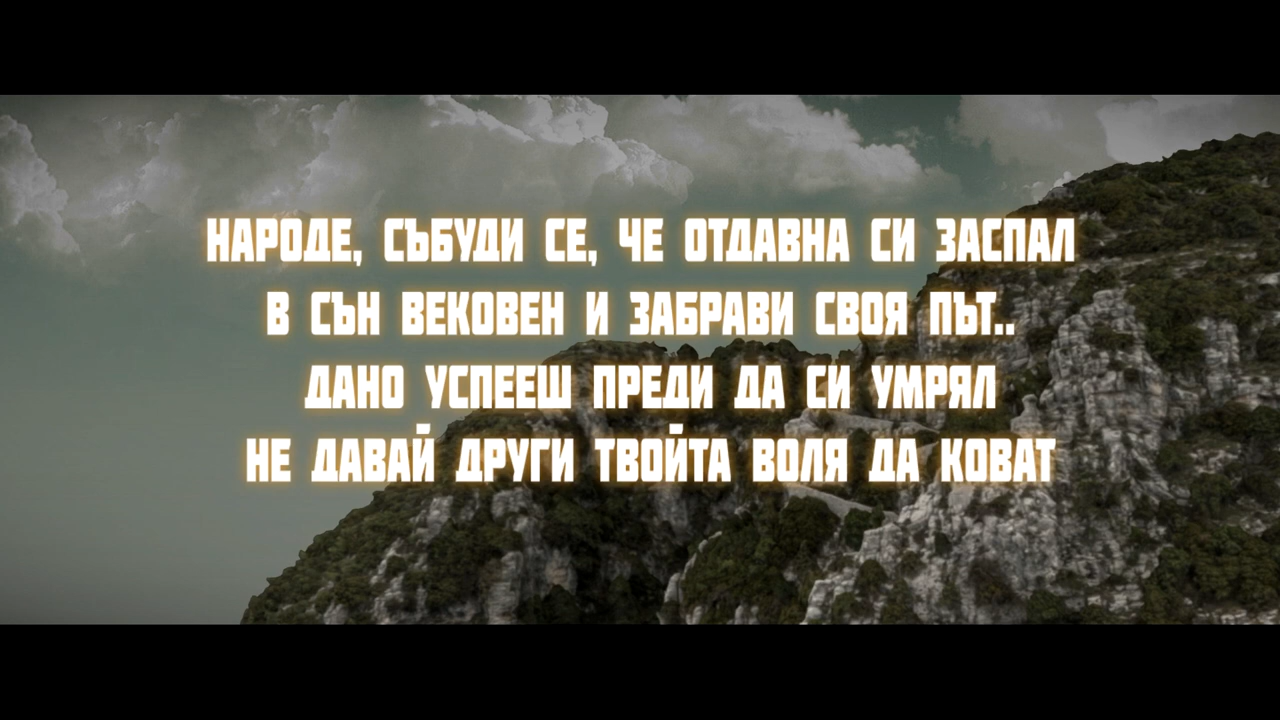 НАРОДЕ, СЪБУДИ СЕ, ЧЕ ОТДАВНА СИ ЗАСПАЛ
В СЪН ВЕКОВЕН И ЗАБРАВИ СВОЯ ПЪТ..
ДАНО УСПЕЕШ ПРЕДИ ДА СИ УМРЯЛ
НЕ ДАВАЙ ДРУГИ ТВОЙТА ВОЛЯ ДА КОВАТ